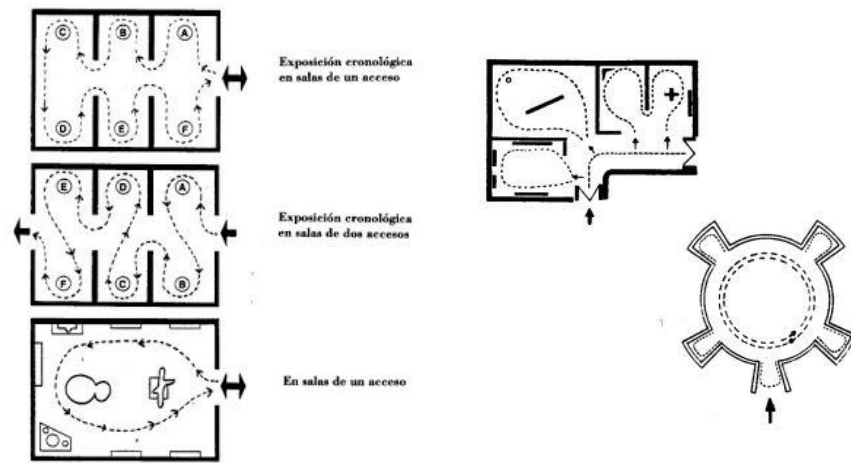 C B A
D E F
Exposición cronológica
en salas de un acceso
E D A
F C B
Exposición cronológica
en salas de dos accesos
En salas de un acceso